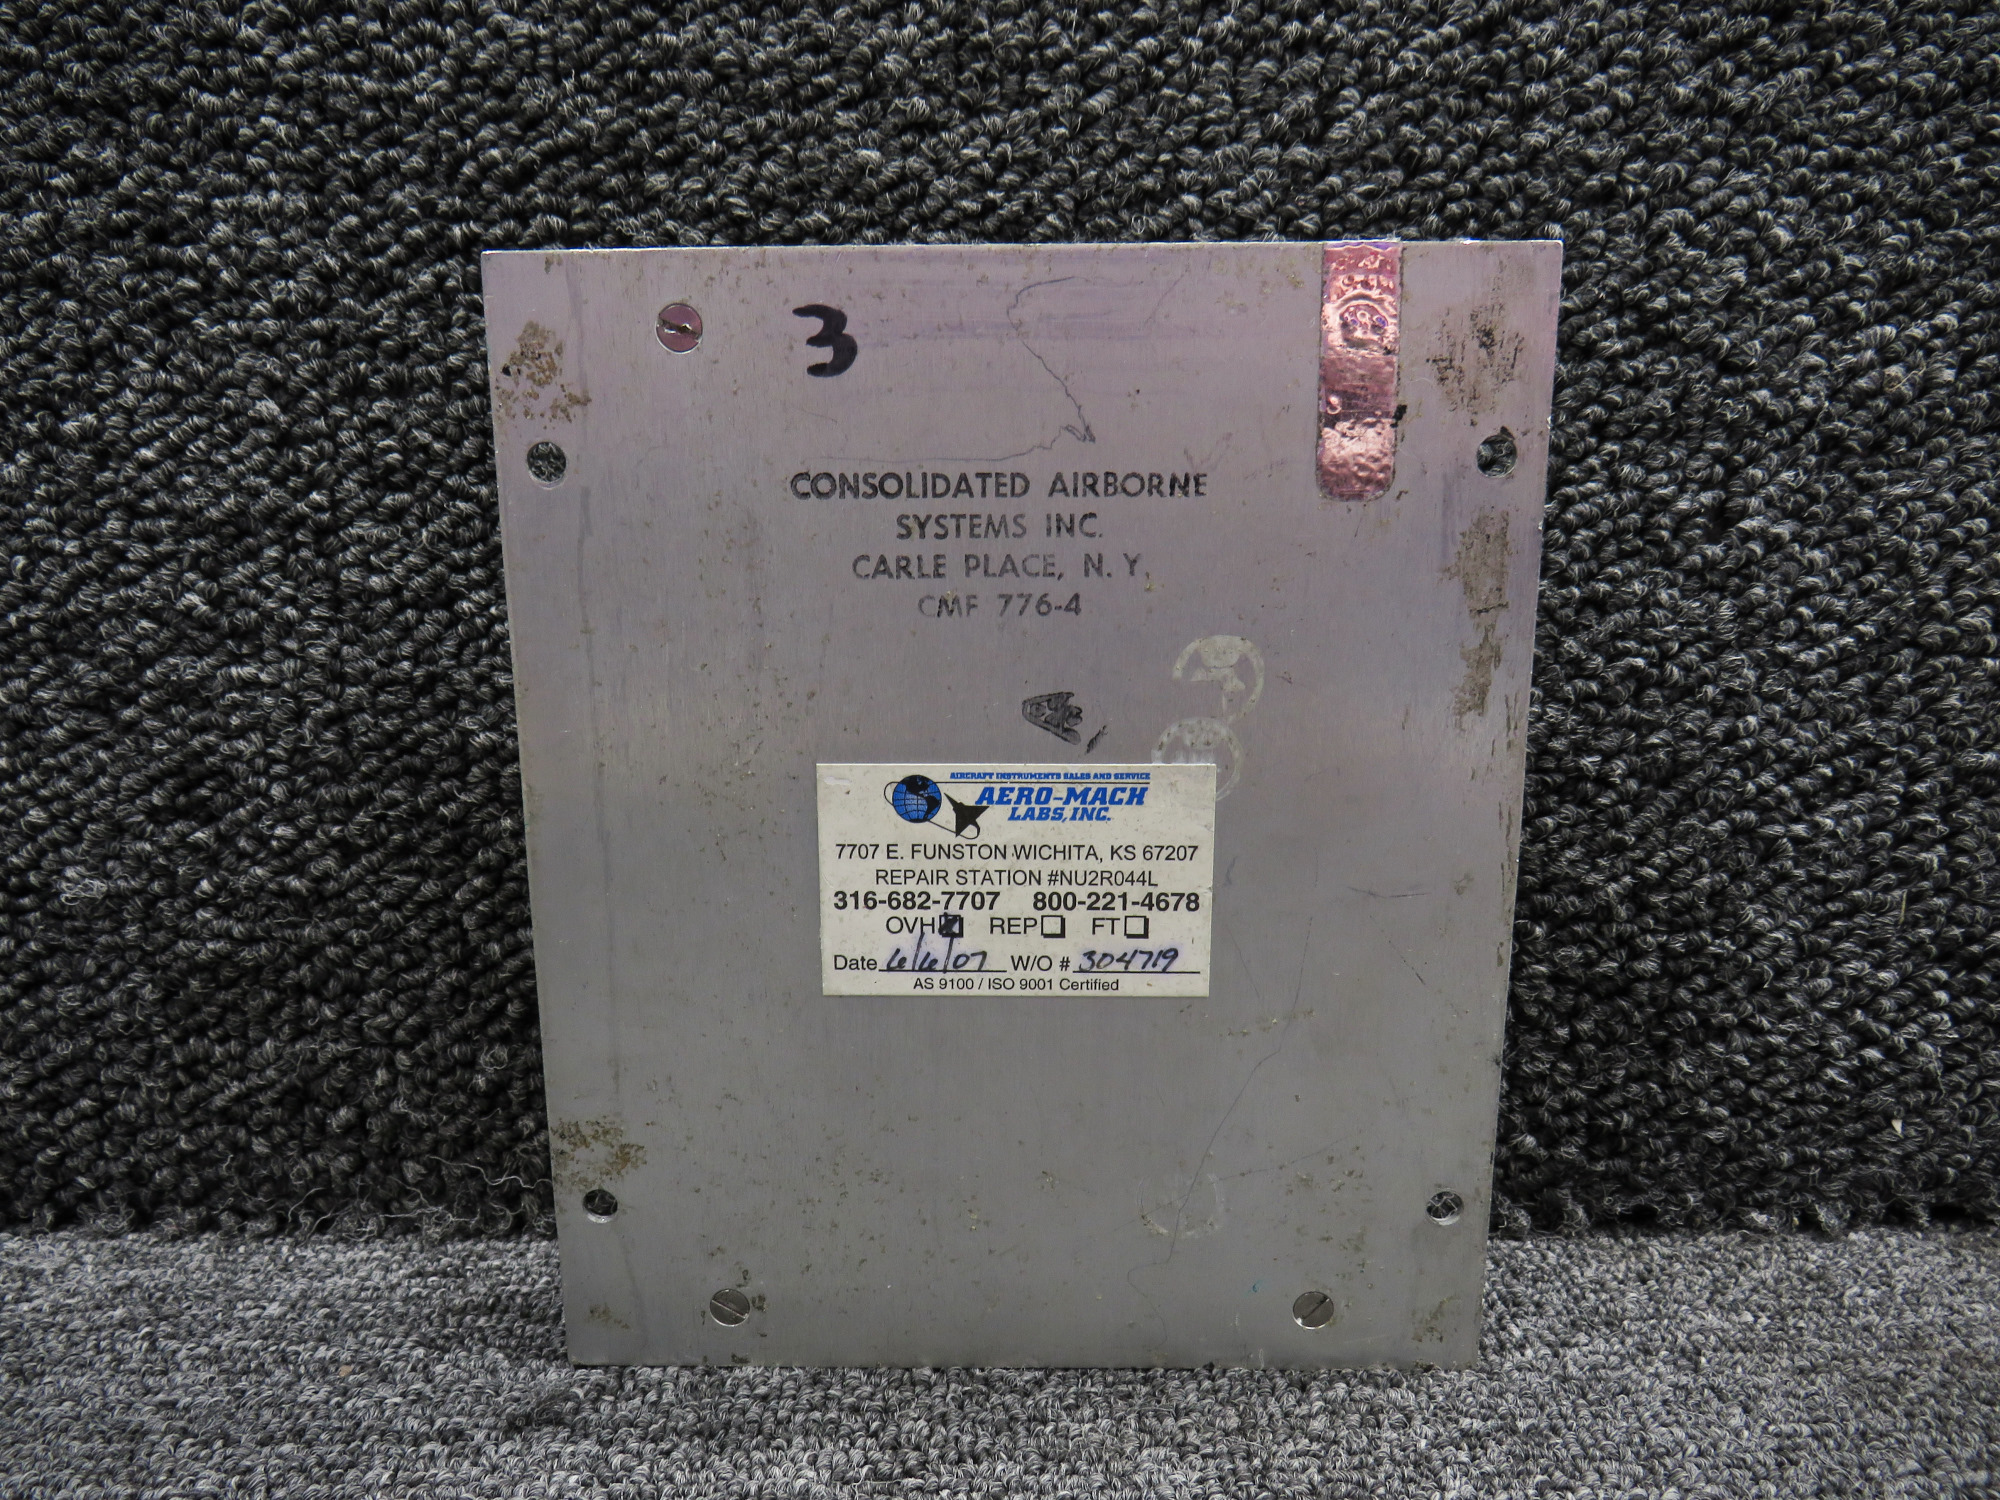 3
CONSOLIDATED AIRBORNE
SYSTEMS INC.
CARLE PLACE, N. Y.
CMF 776-4
AIRCRAFT INSTRUMENTS SALES AND SERVICE
AERO-MACH
LABS, INC.
7707 E. FUNSTON WICHITA, KS 67207
REPAIR STATION #NU2R044L
316-682-7707 800-221-4678
OVH REP FT
Date 6/6/07 W/O # 304719
AS 9100 / ISO 9001 Certified